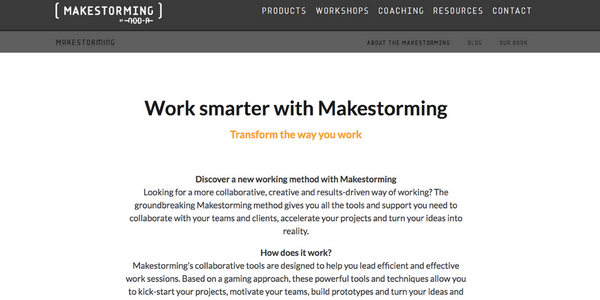 [ MAKESTORMING ]
BY NOD-A
PRODUCTS WORKSHOPS COACHING RESOURCES CONTACT
MAKESTORMING
ABOUT THE MAKESTORMING BLOG OUR BOOK
Work smarter with Makestorming
Transform the way you work
Discover a new working method with Makestorming
Looking for a more collaborative, creative and results-driven way of working? The
groundbreaking Makestorming method gives you all the tools and support you need to
collaborate with your teams and clients, accelerate your projects and turn your ideas into
reality.
How does it work?
Makestorming's collaborative tools are designed to help you lead efficient and effective
work sessions. Based on a gaming approach, these powerful tools and techniques allow you
to kick-start your projects, motivate your teams, build prototypes and turn your ideas and